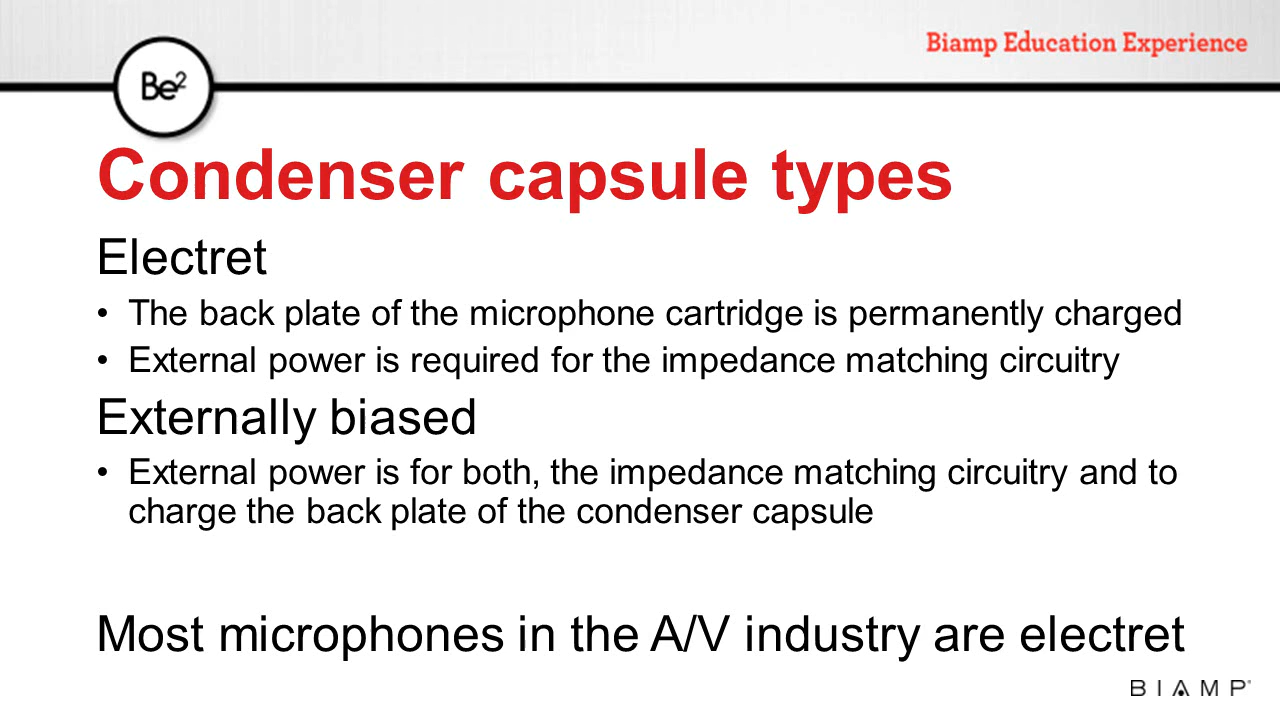 Biamp Education Experience
Be²
Condenser capsule types
Electret
• The back plate of the microphone cartridge is permanently charged
• External power is required for the impedance matching circuitry
Externally biased
• External power is for both, the impedance matching circuitry and to
charge the back plate of the condenser capsule
Most microphones in the A/V industry are electret
BIAMP®